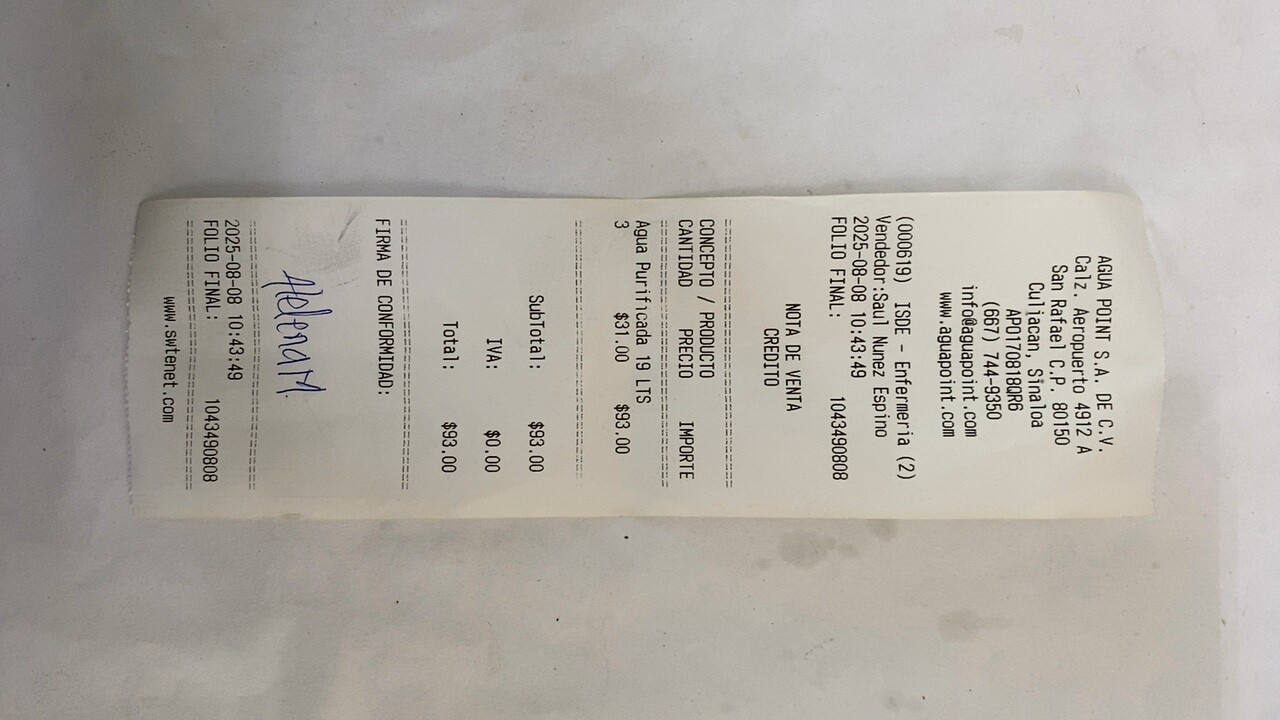 AGUA POINT S.A. DE C.V.
Calz. Aeropuerto 4912 A
San Rafael C.P. 80150
Culiacan, Sinaloa
APO170818QR6
(667) 744-9350
info@aguapoint.com
www.aguapoint.com
(000619) ISDE - Enfermeria (2)
Vendedor:Saul Nunez Espino
2025-08-08 10:43:49
FOLIO FINAL: 1043490808
NOTA DE VENTA
CREDITO
CONCEPTO / PRODUCTO
CANTIDAD PRECIO IMPORTE
Agua Purificada 19 LTS
3 $31.00 $93.00
SubTotal: $93.00
IVA: $0.00
Total: $93.00
FIRMA DE CONFORMIDAD:
Helena M.
2025-08-08 10:43:49
FOLIO FINAL: 1043490808
www.swtenet.com